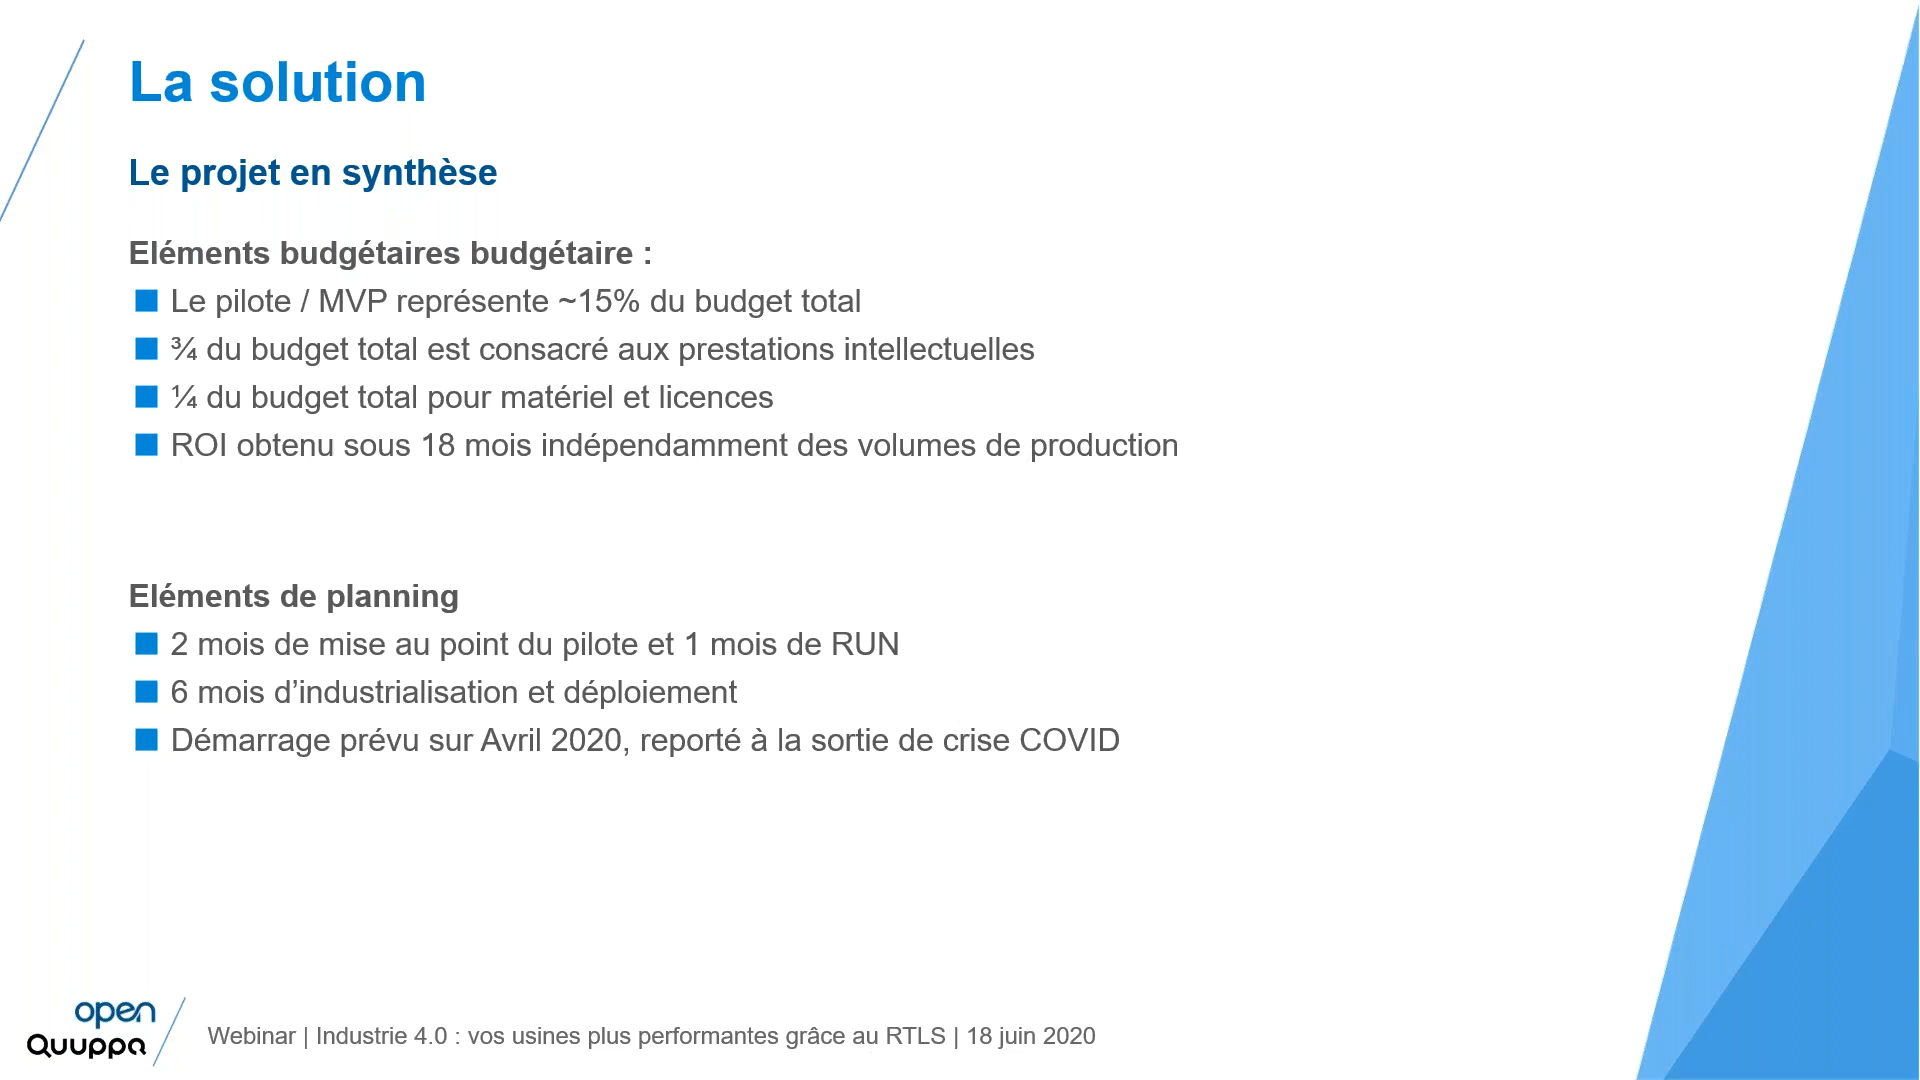 La solution
Le projet en synthèse
Eléments budgétaires budgétaire :
Le pilote / MVP représente ~15% du budget total
¾ du budget total est consacré aux prestations intellectuelles
¼ du budget total pour matériel et licences
ROI obtenu sous 18 mois indépendamment des volumes de production
Eléments de planning
2 mois de mise au point du pilote et 1 mois de RUN
6 mois d’industrialisation et déploiement
Démarrage prévu sur Avril 2020, reporté à la sortie de crise COVID
open
Quuppa
Webinar | Industrie 4.0 : vos usines plus performantes grâce au RTLS | 18 juin 2020